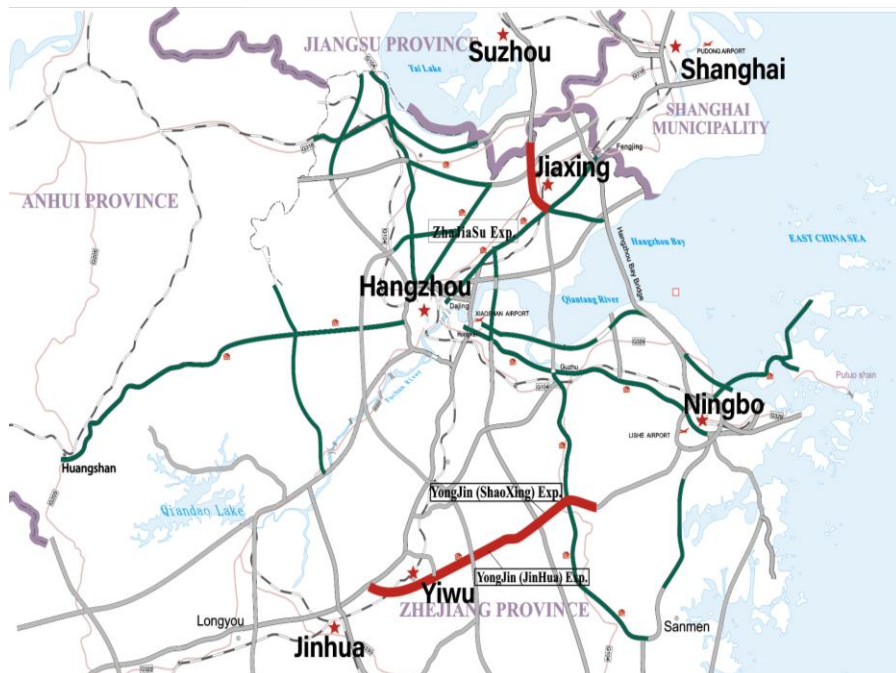 JIANGSU PROVINCE
Suzhou
Tai Lake
PUDONG AIRPORT
Shanghai
SHANGHAI
MUNICIPALITY
Fengjing
Jiaxing
ANHUI PROVINCE
ZhaJiaSu Exp.
Hangzhou Bay
EAST CHINA SEA
Hangzhou Bay Bridge
Hangzhou
Dajing
XIAOSHAN AIRPORT
Qiantang River
Guzhu
Putuo shan
Ningbo
LISHE AIRPORT
Huangshan
Qiandao Lake
YongJin (ShaoXing) Exp.
YongJin (JinHua) Exp.
Yiwu
ZHEJIANG PROVINCE
Longyou
Jinhua
Sanmen